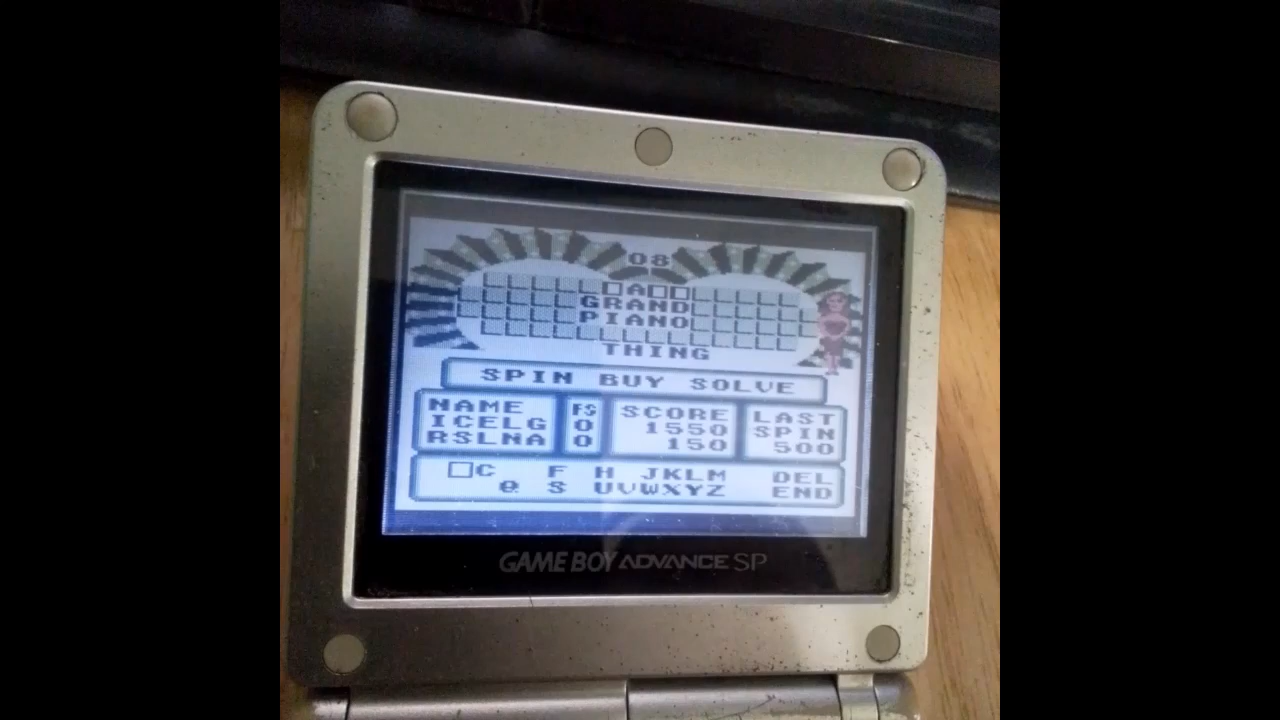 08
□A□□
GRAND
PIANO
THING
SPIN BUY SOLVE
NAME FS SCORE LAST
ICELG 0 1550 SPIN
RSLNA 0 150 500
□C F H JKLM DEL
Q S UVWXYZ END
GAME BOY ADVANCE SP